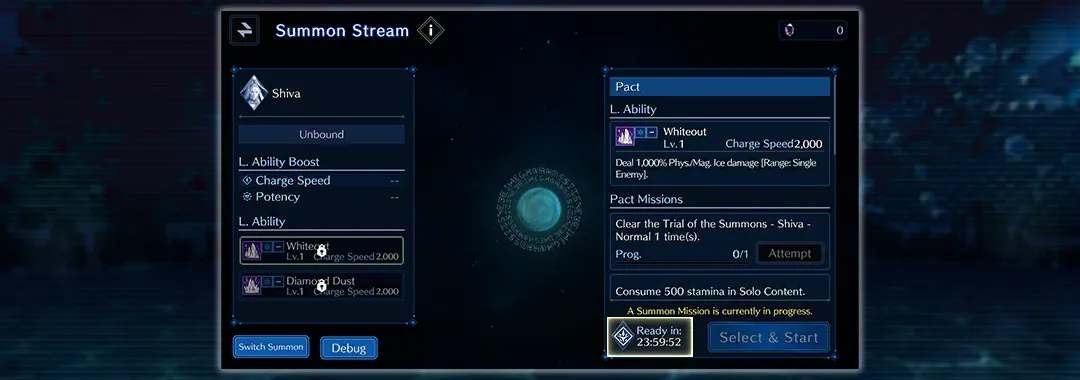 Summon Stream
i
0
Shiva
Unbound
L. Ability Boost
Charge Speed --
Potency --
L. Ability
Whiteout
Lv.1 Charge Speed 2,000
Diamond Dust
Lv.1 Charge Speed 2,000
Switch Summon
Debug
Pact
L. Ability
Whiteout
Lv.1 Charge Speed 2,000
Deal 1,000% Phys./Mag. Ice damage [Range: Single
Enemy].
Pact Missions
Clear the Trial of the Summons - Shiva -
Normal 1 time(s).
Prog. 0/1 Attempt
Consume 500 stamina in Solo Content.
A Summon Mission is currently in progress.
Ready in:
23:59:52
Select & Start